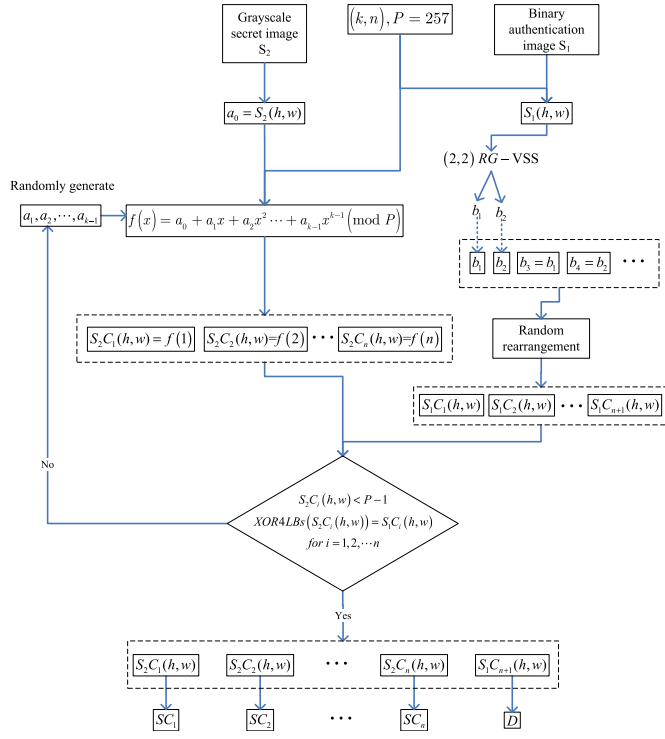 Grayscale
secret image
S₂
(k, n), P = 257
Binary
authentication
image S₁
a₀ = S₂(h, w)
S₁(h, w)
(2, 2) RG − VSS
Randomly generate
a₁, a₂, ⋯, aₖ₋₁
f(x) = a₀ + a₁x + a₂x² ⋯ + aₖ₋₁xᵏ⁻¹ (mod P)
b₁
b₂
b₁
b₂
b₃ = b₁
b₄ = b₂
⋯
Random
rearrangement
S₂C₁(h, w) = f(1)
S₂C₂(h, w)=f(2)
⋯
S₂Cₙ(h, w)=f(n)
S₁C₁(h, w)
S₁C₂(h, w)
⋯
S₁Cₙ₊₁(h, w)
No
S₂Cᵢ(h, w) < P − 1
XOR4LBs(S₂Cᵢ(h, w)) = S₁Cᵢ(h, w)
for i = 1, 2, ⋯ n
Yes
S₂C₁(h, w)
S₂C₂(h, w)
⋯
S₂Cₙ(h, w)
S₁Cₙ₊₁(h, w)
SC₁
SC₂
⋯
SCₙ
D